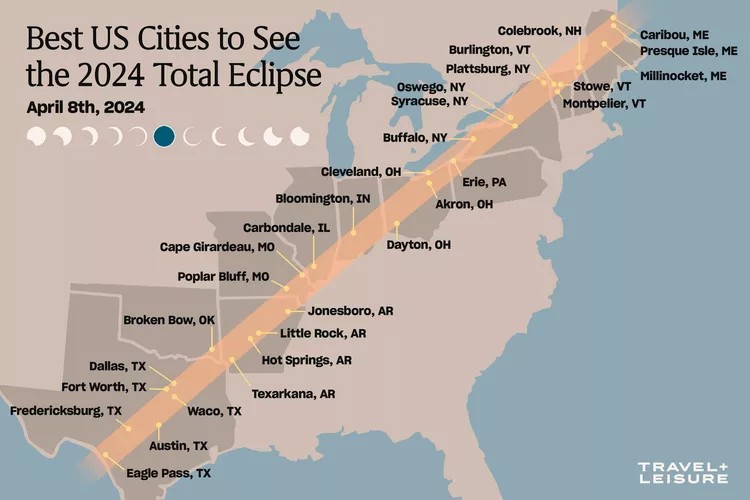 Best US Cities to See
the 2024 Total Eclipse
April 8th, 2024
Colebrook, NH
Caribou, ME
Burlington, VT
Presque Isle, ME
Plattsburg, NY
Millinocket, ME
Oswego, NY
Stowe, VT
Syracuse, NY
Montpelier, VT
Buffalo, NY
Cleveland, OH
Erie, PA
Bloomington, IN
Akron, OH
Carbondale, IL
Cape Girardeau, MO
Dayton, OH
Poplar Bluff, MO
Jonesboro, AR
Broken Bow, OK
Little Rock, AR
Hot Springs, AR
Dallas, TX
Fort Worth, TX
Texarkana, AR
Fredericksburg, TX
Waco, TX
Austin, TX
Eagle Pass, TX
TRAVEL+
LEISURE